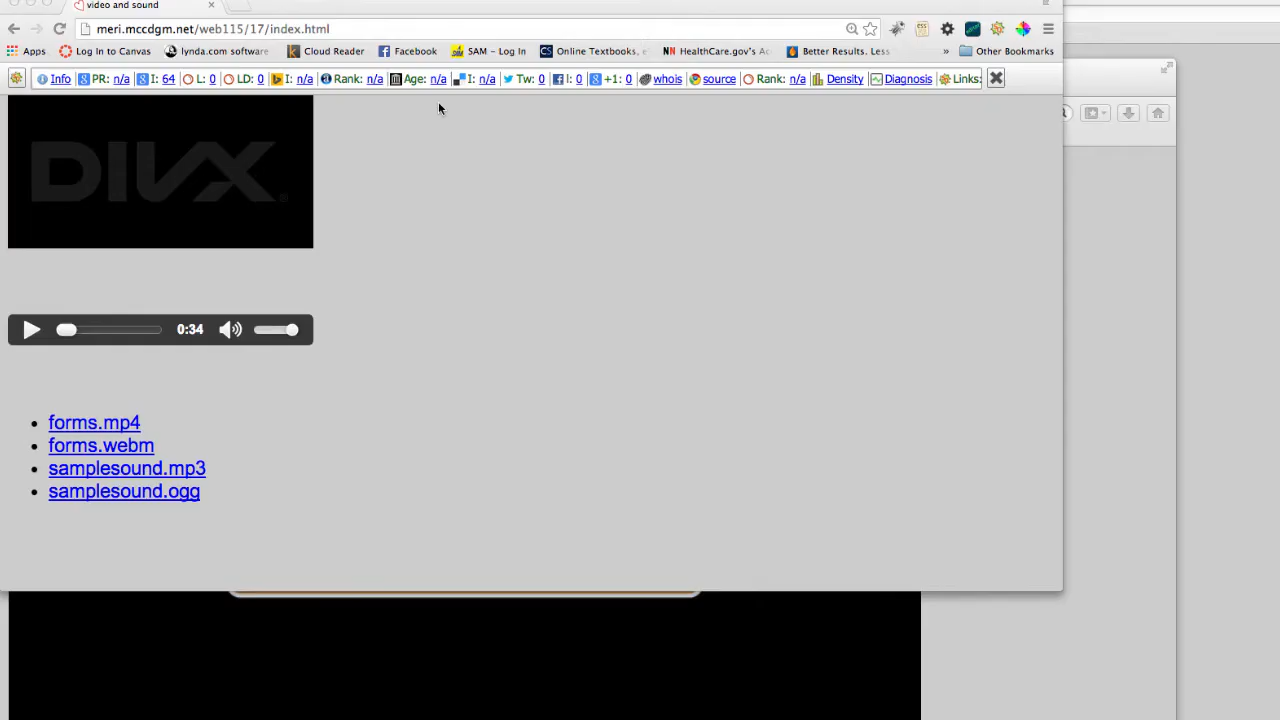 video and sound
meri.mccdgm.net/web115/17/index.html
Apps Log In to Canvas lynda.com software Cloud Reader Facebook SAM - Log In Online Textbooks, e NN HealthCare.gov's Ac Better Results. Less » Other Bookmarks
Info PR: n/a I: 64 L: 0 LD: 0 I: n/a Rank: n/a Age: n/a I: n/a Tw: 0 l: 0 +1: 0 whois source Rank: n/a Density Diagnosis Links:
DIVX
0:34
• forms.mp4
• forms.webm
• samplesound.mp3
• samplesound.ogg